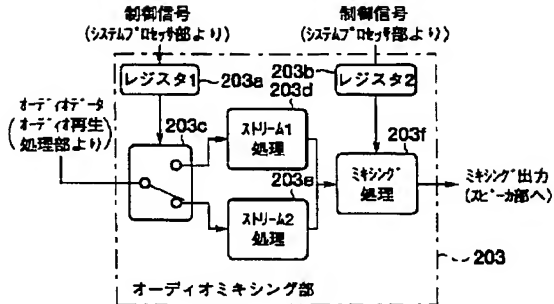 制御信号
(システムプロセッサ部より)
制御信号
(システムプロセッサ部より)
レジスタ1
203a
203b
レジスタ2
オーディオデータ
(オーディオ再生
処理部より)
203c
203d
ストリーム1
処理
203e
ストリーム2
処理
203f
ミキシング
処理
ミキシング出力
(スピーカ部へ)
203
オーディオミキシング部